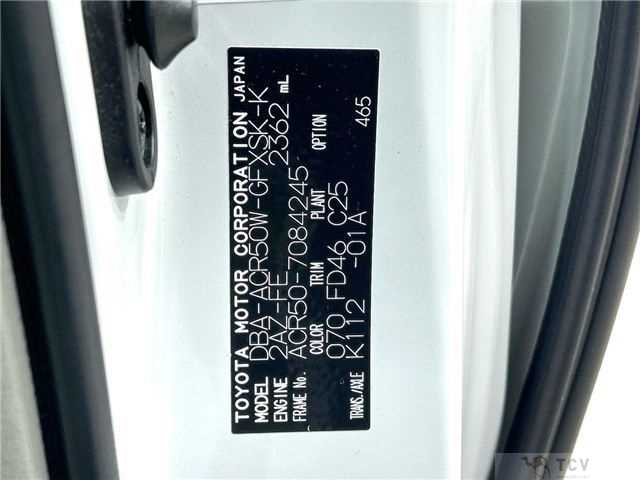 TOYOTA MOTOR CORPORATION JAPAN
MODEL DBA-ACR50W-GFXSK-K
ENGINE 2AZ-FE 2362 mL
FRAME No. ACR50-7084245
COLOR TRIM PLANT OPTION
070 FD46 C25 465
TRANS./AXLE K112 -01A
TCV